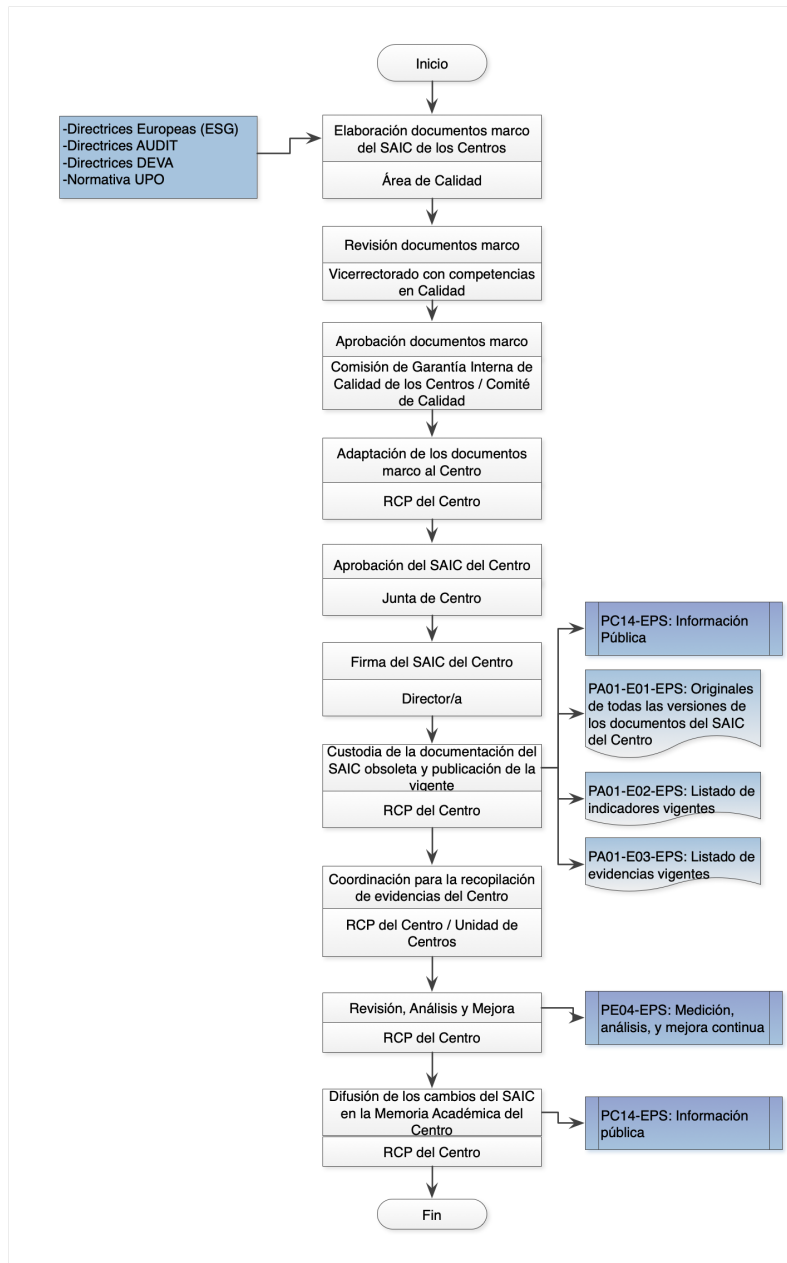 Inicio
-Directrices Europeas (ESG)
-Directrices AUDIT
-Directrices DEVA
-Normativa UPO
Elaboración documentos marco
del SAIC de los Centros
Área de Calidad
Revisión documentos marco
Vicerrectorado con competencias
en Calidad
Aprobación documentos marco
Comisión de Garantía Interna de
Calidad de los Centros / Comité
de Calidad
Adaptación de los documentos
marco al Centro
RCP del Centro
Aprobación del SAIC del Centro
Junta de Centro
Firma del SAIC del Centro
Director/a
Custodia de la documentación del
SAIC obsoleta y publicación de la
vigente
RCP del Centro
PC14-EPS: Información
Pública
PA01-E01-EPS: Originales
de todas las versiones de
los documentos del SAIC
del Centro
PA01-E02-EPS: Listado de
indicadores vigentes
PA01-E03-EPS: Listado de
evidencias vigentes
Coordinación para la recopilación
de evidencias del Centro
RCP del Centro / Unidad de
Centros
Revisión, Análisis y Mejora
RCP del Centro
PE04-EPS: Medición,
análisis, y mejora continua
Difusión de los cambios del SAIC
en la Memoria Académica del
Centro
RCP del Centro
PC14-EPS: Información
pública
Fin